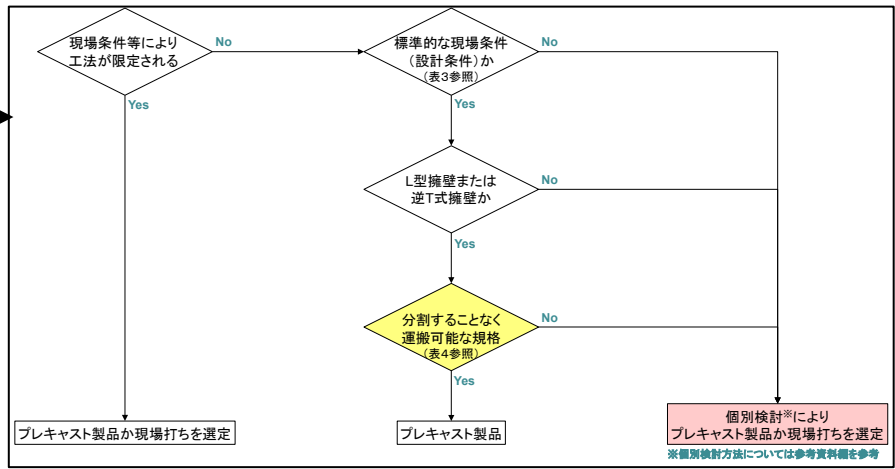 現場条件等により
工法が限定される
No
Yes
標準的な現場条件
(設計条件)か
(表3参照)
No
Yes
L型擁壁または
逆T式擁壁か
No
Yes
分割することなく
運搬可能な規格
(表4参照)
No
Yes
プレキャスト製品か現場打ちを選定
プレキャスト製品
個別検討※により
プレキャスト製品か現場打ちを選定
※個別検討方法については参考資料編を参考